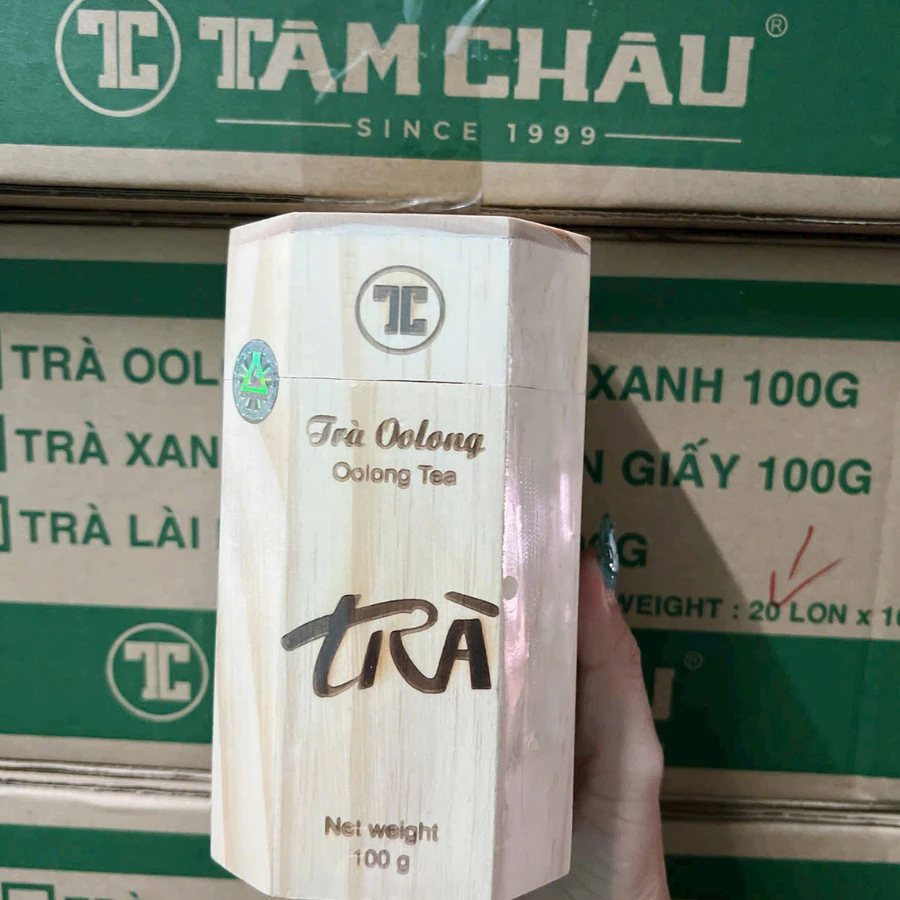 TC TÂM CHÂU ®
SINCE 1999
TC
Trà Oolong
Oolong Tea
TRÀ
Net weight
100 g
TRÀ OOL
XANH 100G
TRÀ XAN
N GIẤY 100G
TRÀ LÀI
G
WEIGHT : 20 LON x 10
TC
®